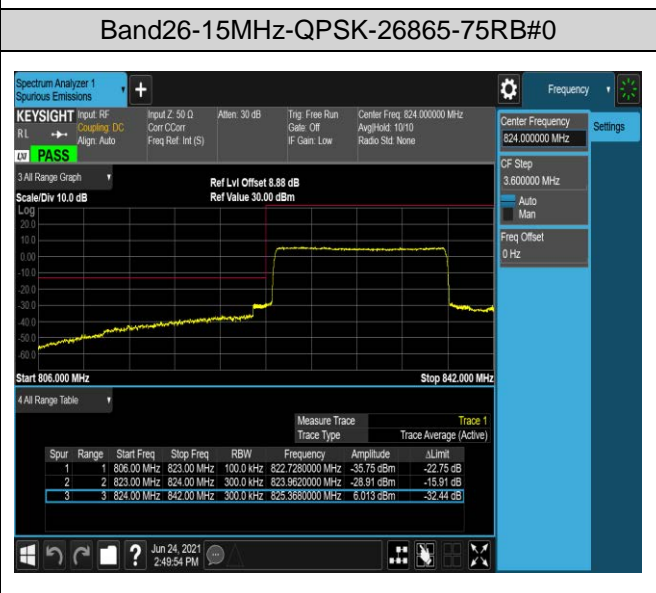 Band26-15MHz-QPSK-26865-75RB#0
Spectrum Analyzer 1
Spurious Emissions
Frequency
KEYSIGHT Input: RF Input Z: 50 Ω Atten: 30 dB Trig: Free Run Center Freq: 824.000000 MHz
RL Coupling: DC Corr CCorr Gate: Off Avg|Hold: 10/10
Align: Auto Freq Ref: Int (S) IF Gain: Low Radio Std: None
LXI PASS
Center Frequency
824.000000 MHz
Settings
CF Step
3.600000 MHz
Auto
Man
Freq Offset
0 Hz
3 All Range Graph
Ref Lvl Offset 8.88 dB
Scale/Div 10.0 dB Ref Value 30.00 dBm
Log
20.0
10.0
0.00
-10.0
-20.0
-30.0
-40.0
-50.0
-60.0
Start 806.000 MHz Stop 842.000 MHz
4 All Range Table
Measure Trace Trace 1
Trace Type Trace Average (Active)
Spur Range Start Freq Stop Freq RBW Frequency Amplitude ΔLimit
1 1 806.00 MHz 823.00 MHz 100.0 kHz 822.7280000 MHz -35.75 dBm -22.75 dB
2 2 823.00 MHz 824.00 MHz 300.0 kHz 823.9620000 MHz -28.91 dBm -15.91 dB
3 3 824.00 MHz 842.00 MHz 300.0 kHz 825.3680000 MHz 6.013 dBm -32.44 dB
Jun 24, 2021
2:49:54 PM